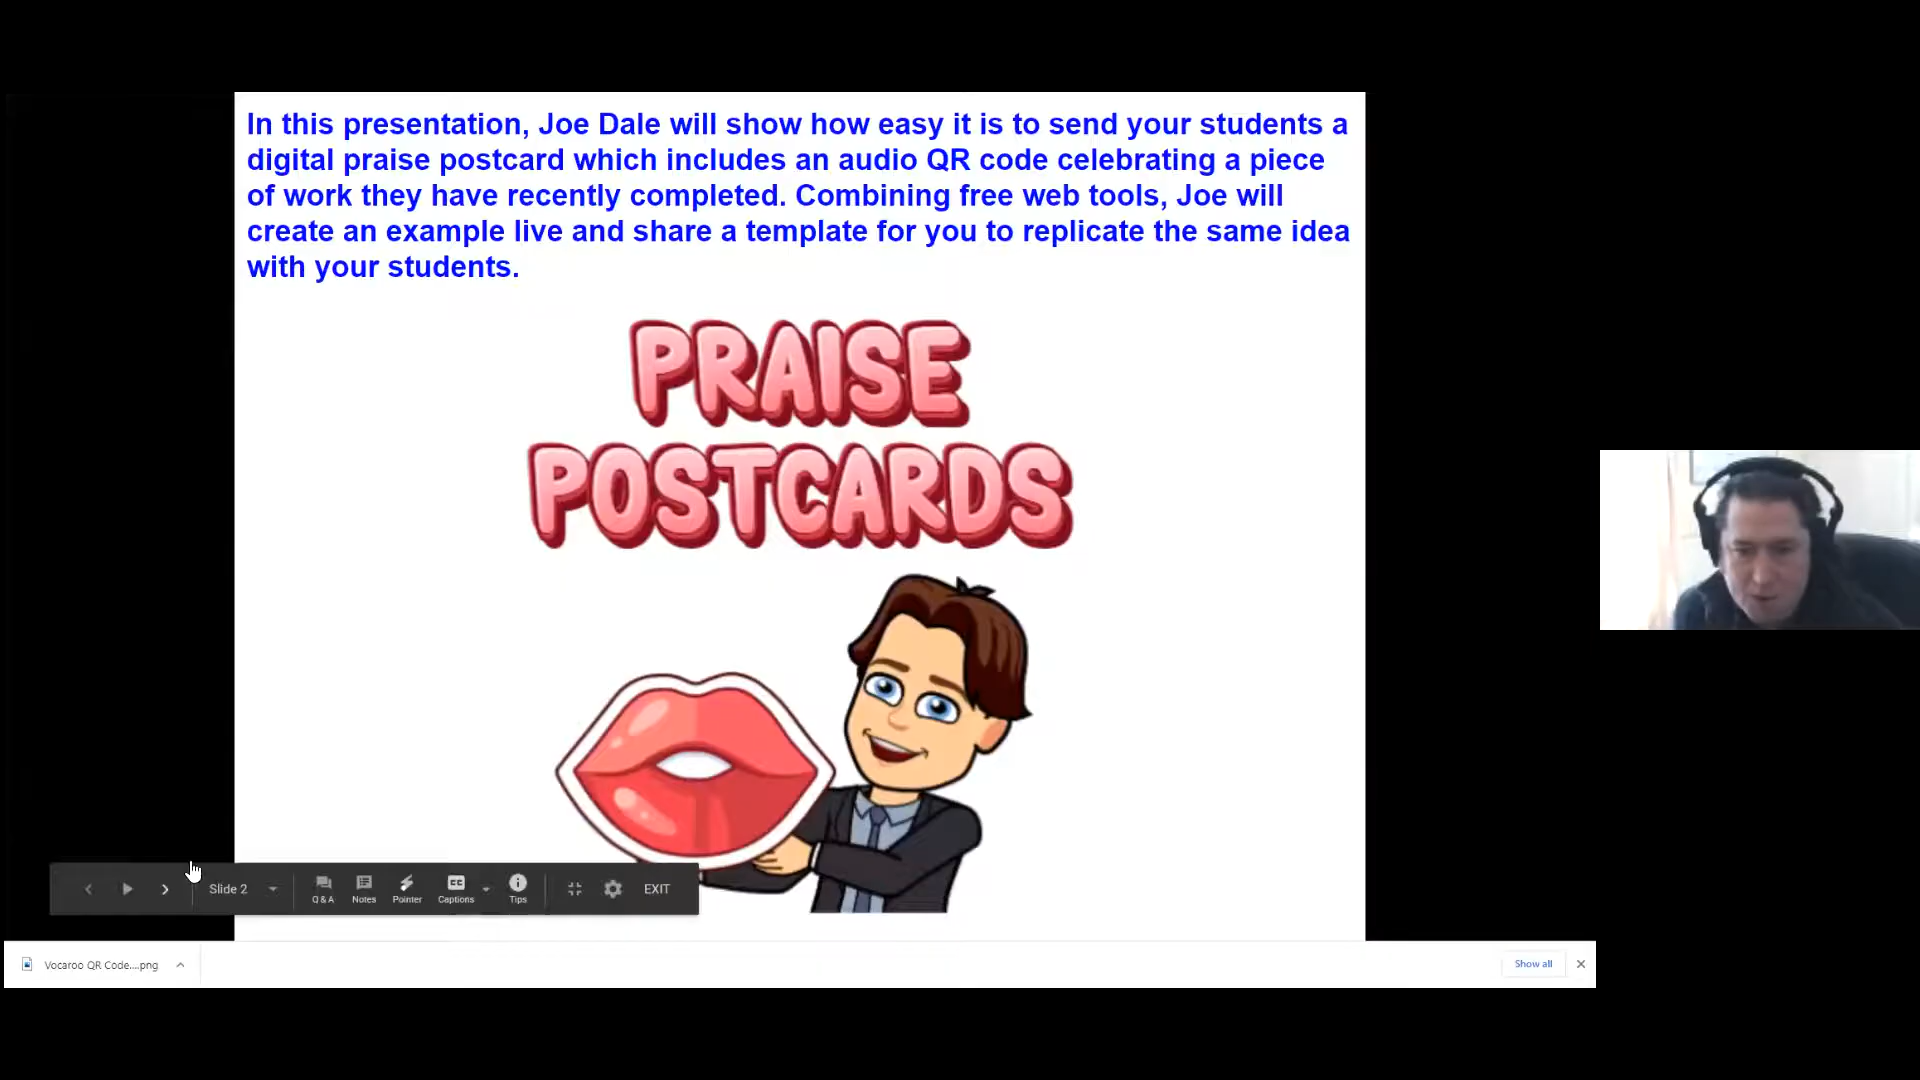 In this presentation, Joe Dale will show how easy it is to send your students a
digital praise postcard which includes an audio QR code celebrating a piece
of work they have recently completed. Combining free web tools, Joe will
create an example live and share a template for you to replicate the same idea
with your students.
PRAISE
POSTCARDS
Slide 2
Q & A
Notes
Pointer
CC
Captions
Tips
EXIT
Vocaroo QR Code....png
Show all